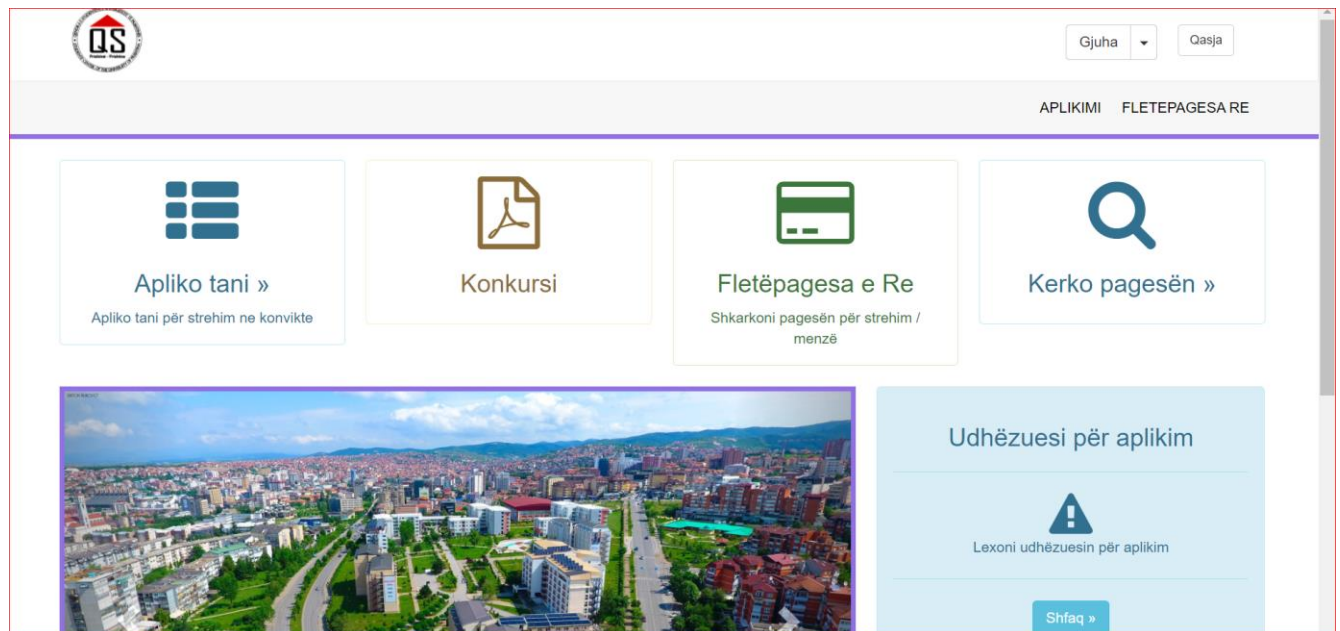 QS
Gjuha
Qasja
APLIKIMI FLETEPAGESA RE
Apliko tani »
Apliko tani për strehim ne konvikte
Konkursi
Fletëpagesa e Re
Shkarkoni pagesën për strehim /
menzë
Kerko pagesën »
Udhëzuesi për aplikim
Lexoni udhëzuesin për aplikim
Shfaq »